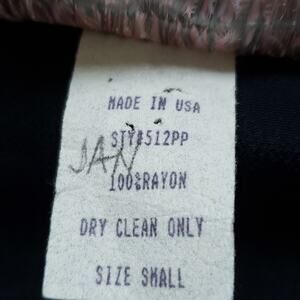 MADE IN USA
STY#512PP
JAN
100%RAYON
DRY CLEAN ONLY
SIZE SMALL